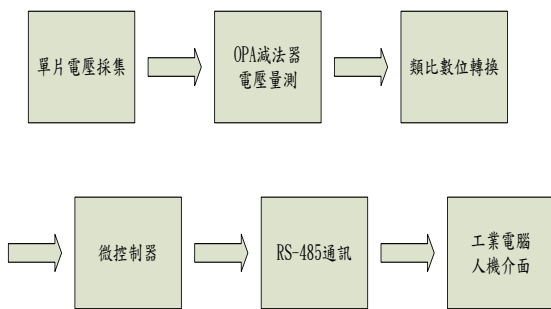 單片電壓採集
OPA減法器
電壓量測
類比數位轉換
微控制器
RS-485通訊
工業電腦
人機介面